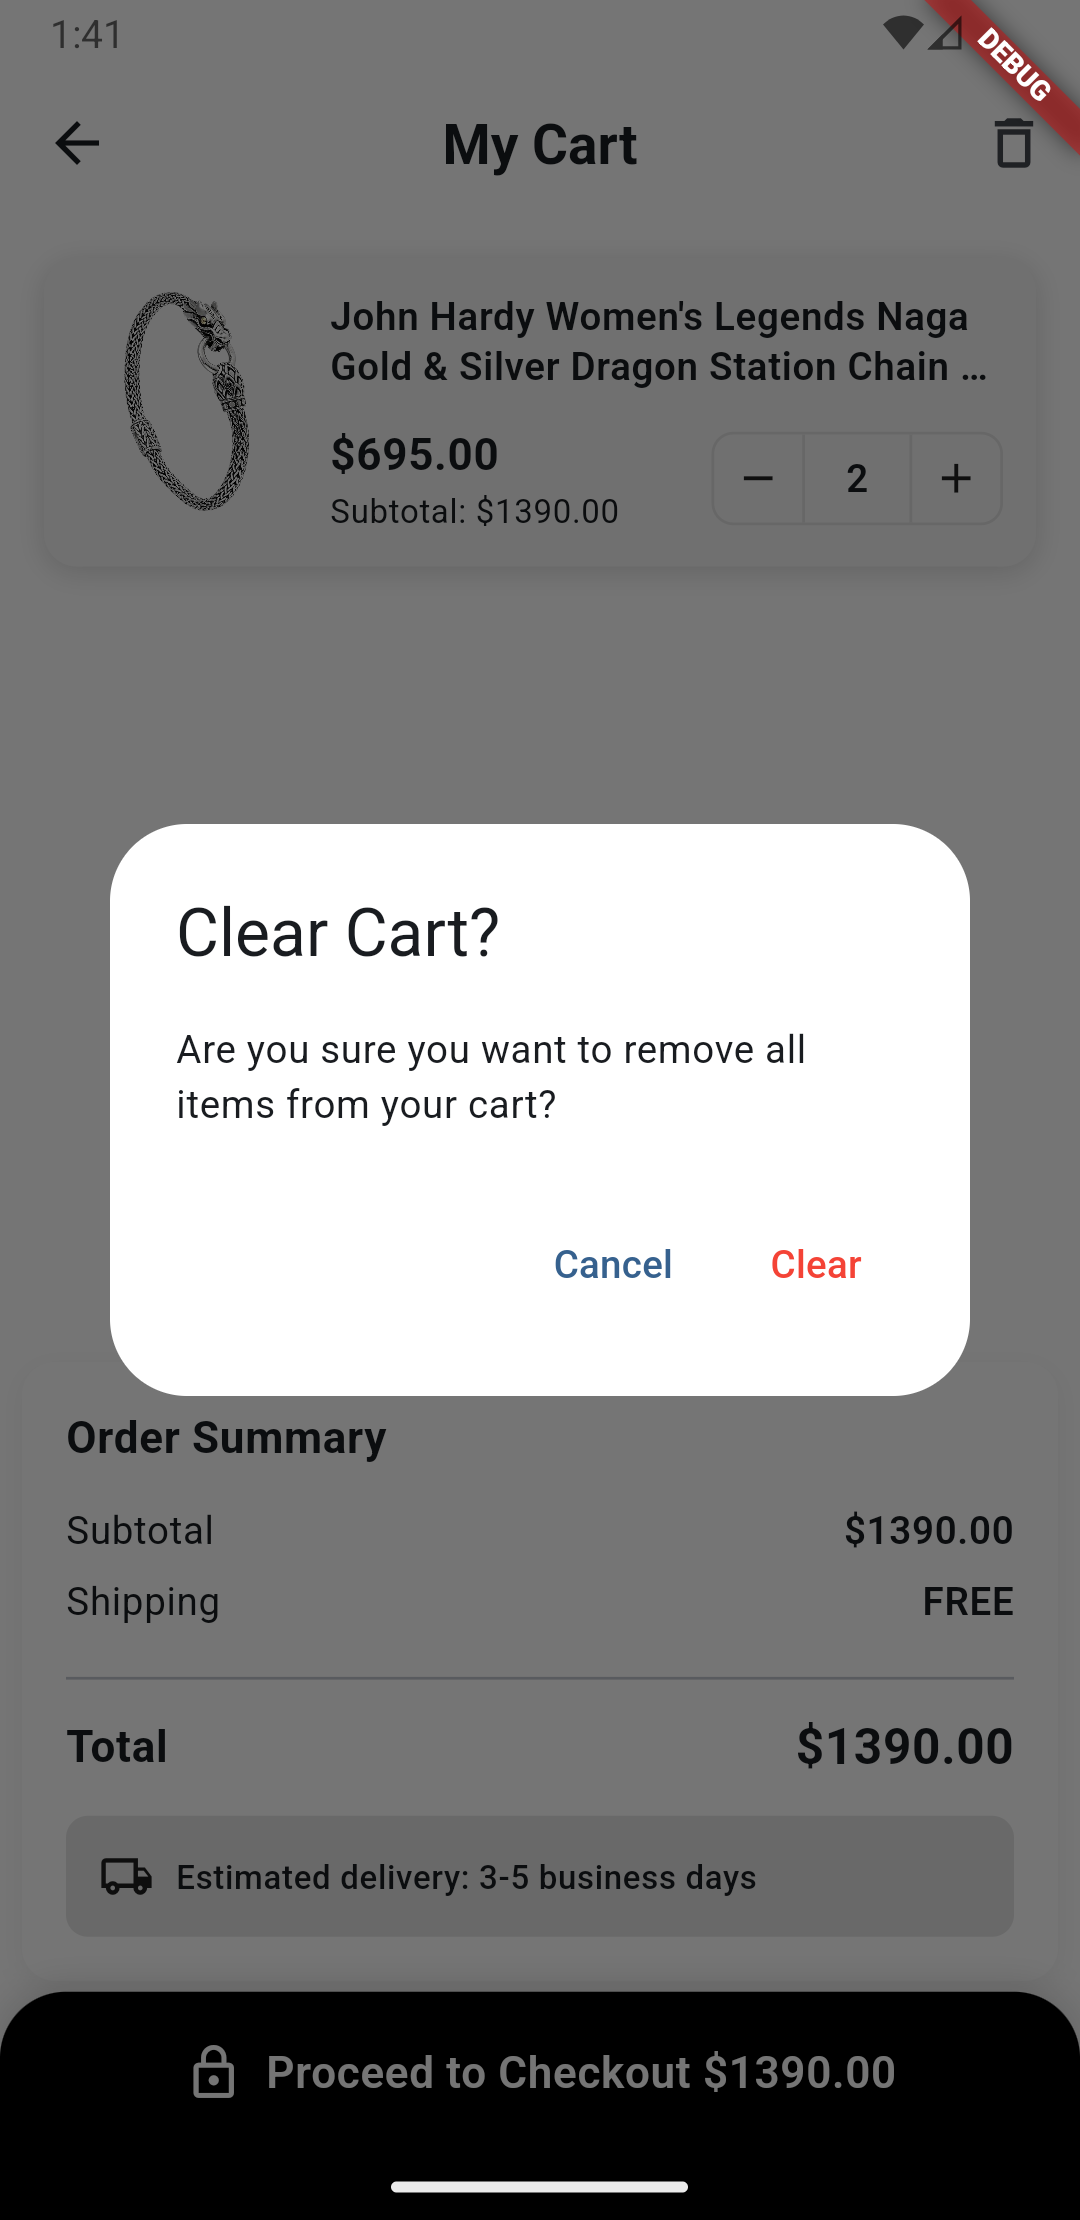 1:41
DEBUG
My Cart
John Hardy Women's Legends Naga
Gold & Silver Dragon Station Chain ...
$695.00
Subtotal: $1390.00
2
Clear Cart?
Are you sure you want to remove all
items from your cart?
Cancel
Clear
Order Summary
Subtotal $1390.00
Shipping FREE
Total $1390.00
Estimated delivery: 3-5 business days
Proceed to Checkout $1390.00